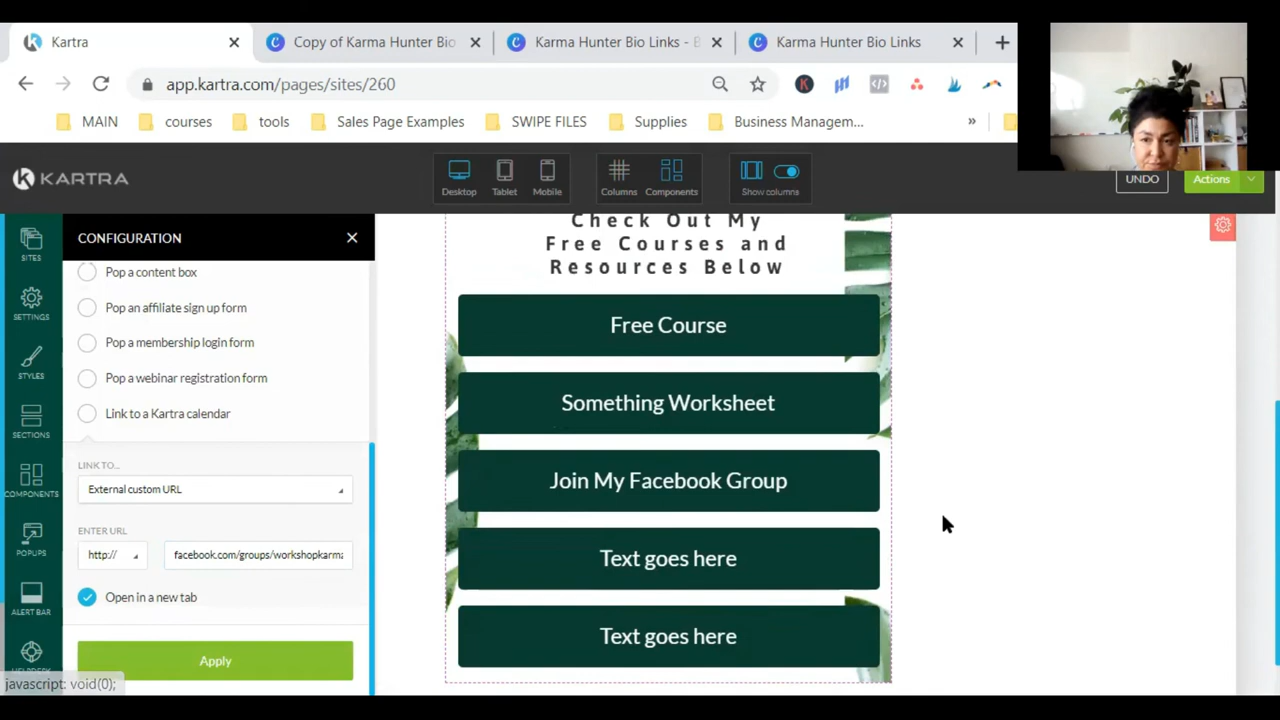 Kartra
Copy of Karma Hunter Bio
Karma Hunter Bio Links - B
Karma Hunter Bio Links
app.kartra.com/pages/sites/260
MAIN
courses
tools
Sales Page Examples
SWIPE FILES
Supplies
Business Managem...
»
KARTRA
Desktop
Tablet
Mobile
Columns
Components
Show columns
UNDO
Actions
SITES
SETTINGS
STYLES
SECTIONS
COMPONENTS
POPUPS
ALERT BAR
CONFIGURATION
Pop a content box
Pop an affiliate sign up form
Pop a membership login form
Pop a webinar registration form
Link to a Kartra calendar
LINK TO...
External custom URL
ENTER URL
http://
facebook.com/groups/workshopkarma
Open in a new tab
Apply
javascript: void(0);
Check Out My
Free Courses and
Resources Below
Free Course
Something Worksheet
Join My Facebook Group
Text goes here
Text goes here